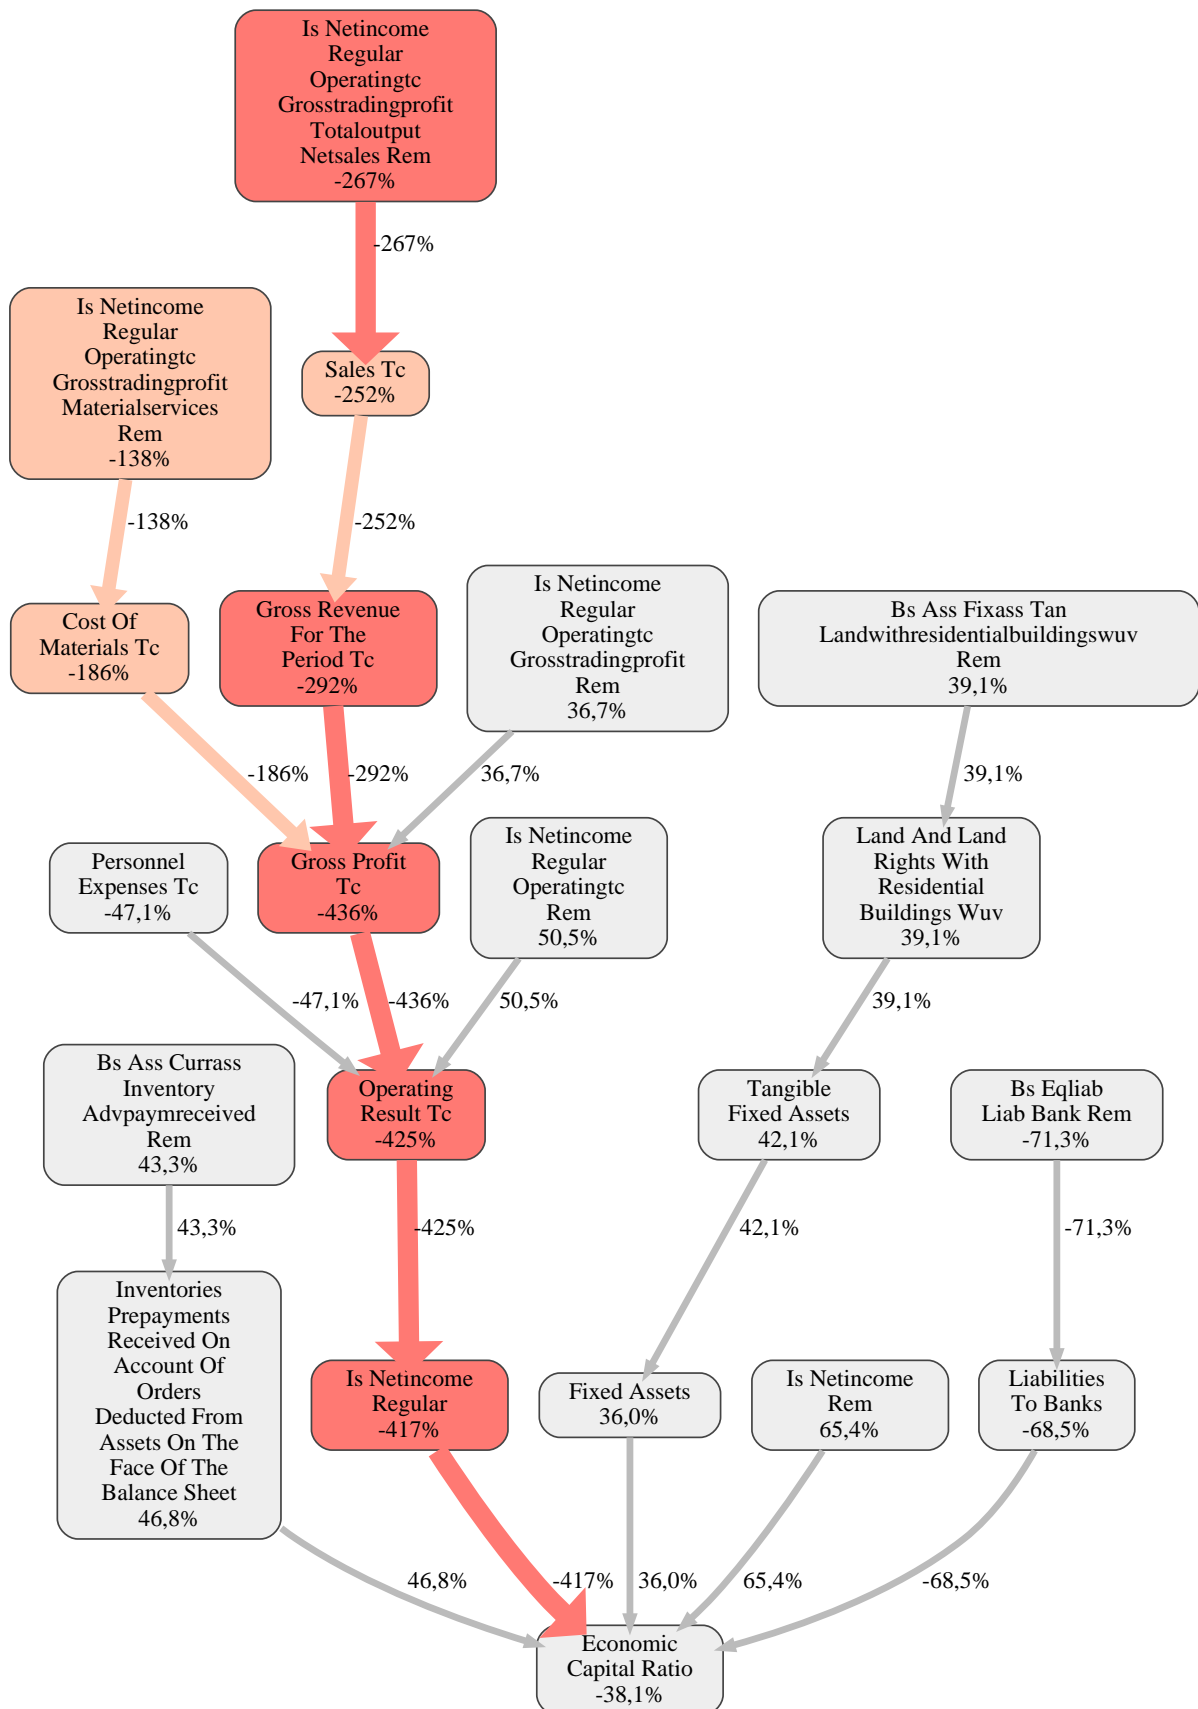 Is Netincome
Regular
Operatingtc
Grosstradingprofit
Totaloutput
Netsales Rem
-267%
-267%
Is Netincome
Regular
Operatingtc
Grosstradingprofit
Materialservices
Rem
-138%
Sales Tc
-252%
-138%
-252%
Cost Of
Materials Tc
-186%
Gross Revenue
For The
Period Tc
-292%
Is Netincome
Regular
Operatingtc
Grosstradingprofit
Rem
36,7%
Bs Ass Fixass Tan
Landwithresidentialbuildingswuv
Rem
39,1%
-186%
-292%
36,7%
39,1%
Personnel
Expenses Tc
-47,1%
Gross Profit
Tc
-436%
Is Netincome
Regular
Operatingtc
Rem
50,5%
Land And Land
Rights With
Residential
Buildings Wuv
39,1%
-47,1%
-436%
50,5%
39,1%
Bs Ass Currass
Inventory
Advpaymreceived
Rem
43,3%
Operating
Result Tc
-425%
Tangible
Fixed Assets
42,1%
Bs Eqliab
Liab Bank Rem
-71,3%
43,3%
-425%
42,1%
-71,3%
Inventories
Prepayments
Received On
Account Of
Orders
Deducted From
Assets On The
Face Of The
Balance Sheet
46,8%
Is Netincome
Regular
-417%
Fixed Assets
36,0%
Is Netincome
Rem
65,4%
Liabilities
To Banks
-68,5%
46,8%
-417%
36,0%
65,4%
-68,5%
Economic
Capital Ratio
-38,1%